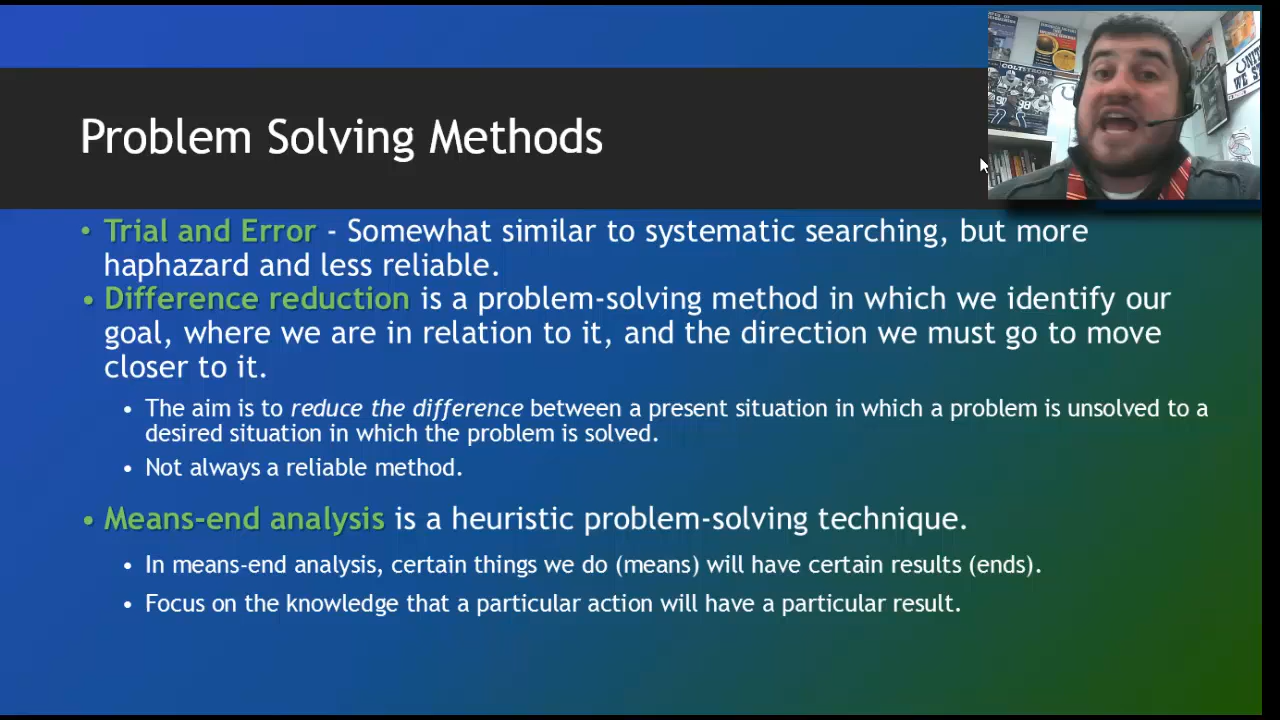 Problem Solving Methods
COLTSTRONG
• Trial and Error - Somewhat similar to systematic searching, but more
haphazard and less reliable.
• Difference reduction is a problem-solving method in which we identify our
goal, where we are in relation to it, and the direction we must go to move
closer to it.
• The aim is to reduce the difference between a present situation in which a problem is unsolved to a
desired situation in which the problem is solved.
• Not always a reliable method.
• Means-end analysis is a heuristic problem-solving technique.
• In means-end analysis, certain things we do (means) will have certain results (ends).
• Focus on the knowledge that a particular action will have a particular result.